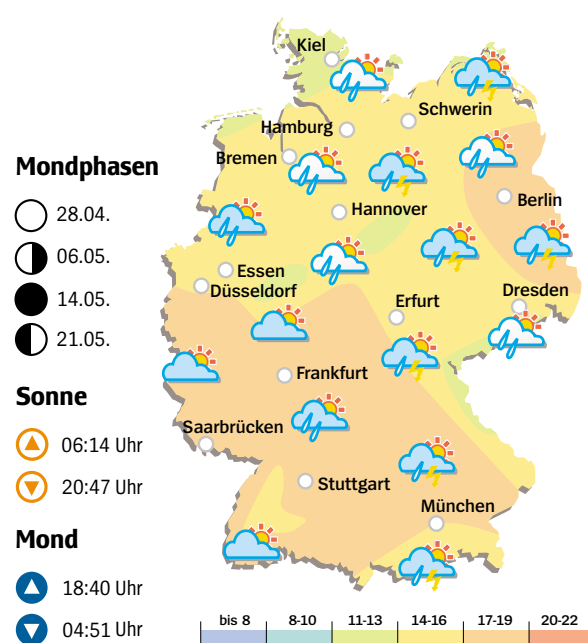 Kiel
Schwerin
Hamburg
Bremen
Berlin
Hannover
Essen
Düsseldorf
Dresden
Erfurt
Frankfurt
Saarbrücken
Stuttgart
München
Mondphasen
28.04.
06.05.
14.05.
21.05.
Sonne
06:14 Uhr
20:47 Uhr
Mond
18:40 Uhr
04:51 Uhr
bis 8 8-10 11-13 14-16 17-19 20-22